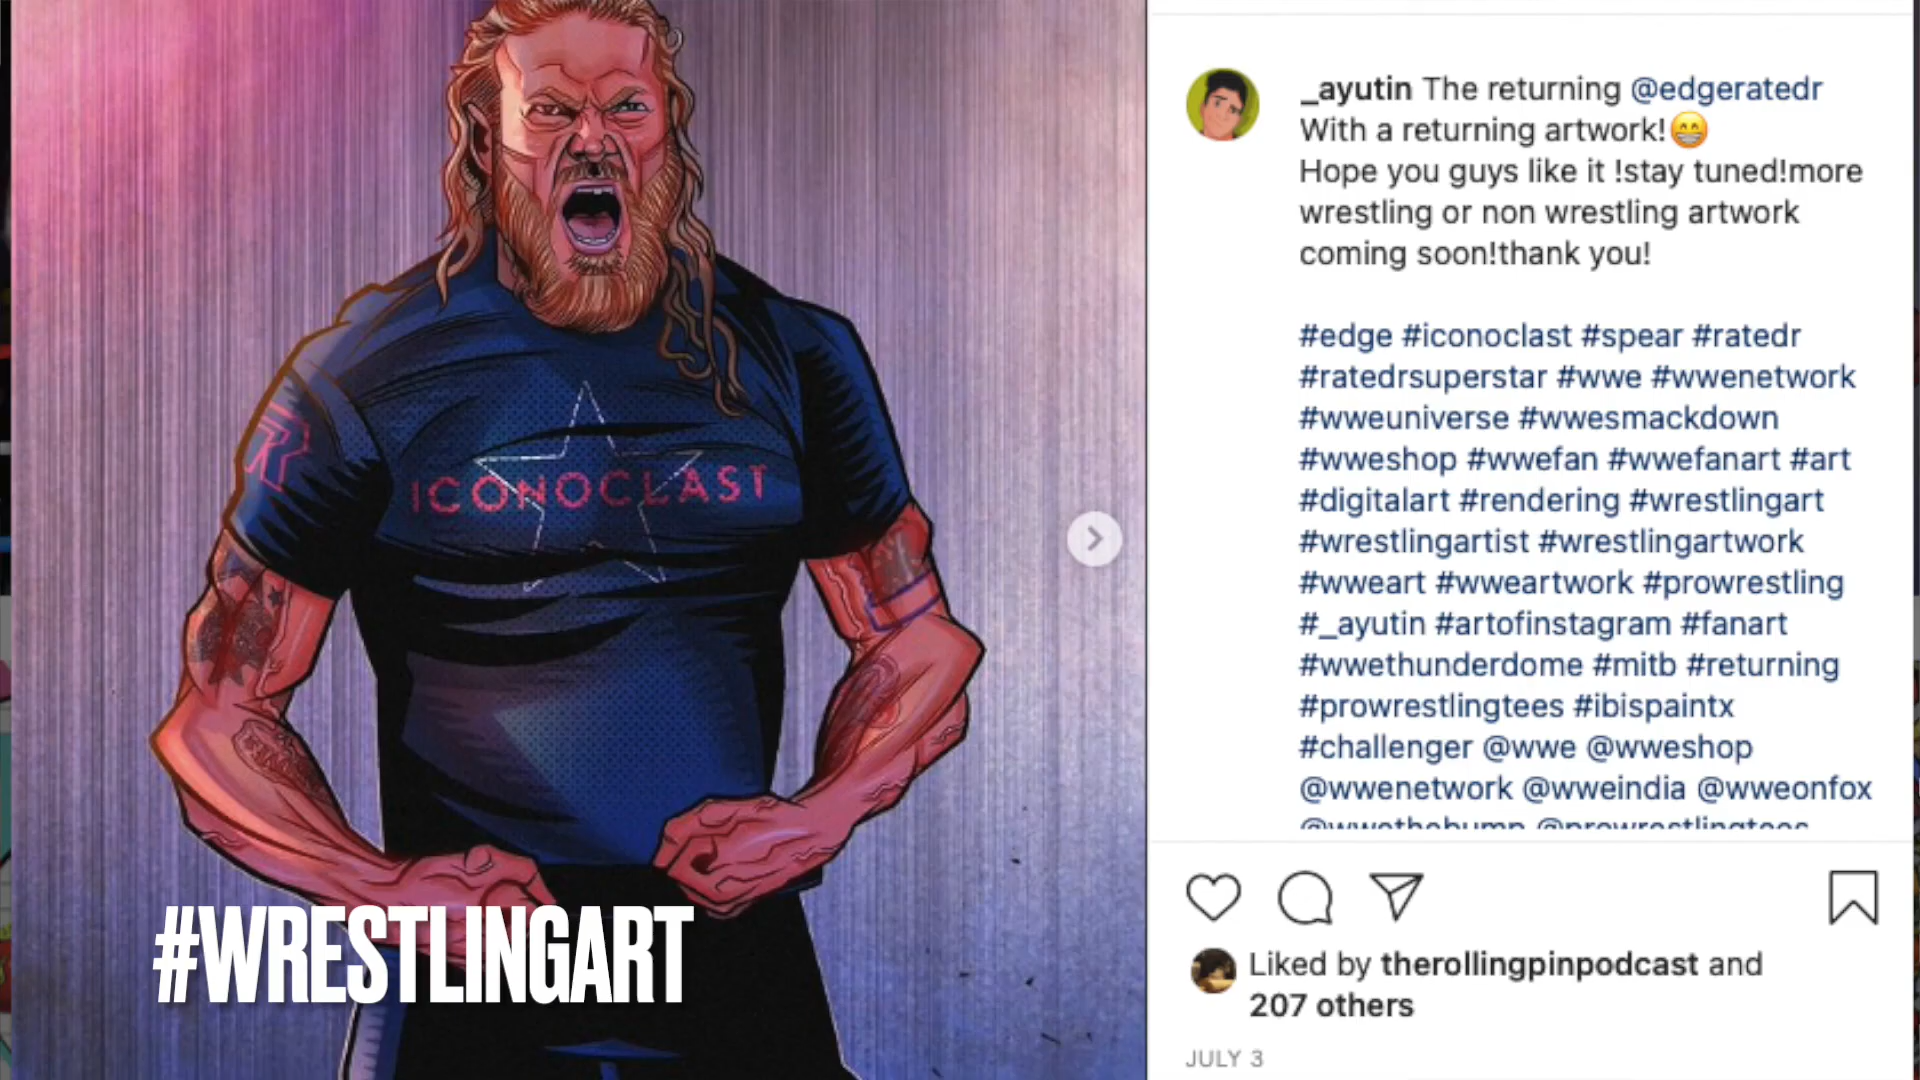 R
ICONOCLAST
#WRESTLINGART
_ayutin The returning @edgeratedr
With a returning artwork!😁
Hope you guys like it !stay tuned!more
wrestling or non wrestling artwork
coming soon!thank you!
#edge #iconoclast #spear #ratedr
#ratedrsuperstar #wwe #wwenetwork
#wweuniverse #wwesmackdown
#wweshop #wwefan #wwefanart #art
#digitalart #rendering #wrestlingart
#wrestlingartist #wrestlingartwork
#wweart #wweartwork #prowrestling
#_ayutin #artofinstagram #fanart
#wwethunderdome #mitb #returning
#prowrestlingtees #ibispaintx
#challenger @wwe @wweshop
@wwenetwork @wweindia @wweonfox
@wwethebump @prowrestlingtees
Liked by therollingpinpodcast and
207 others
JULY 3